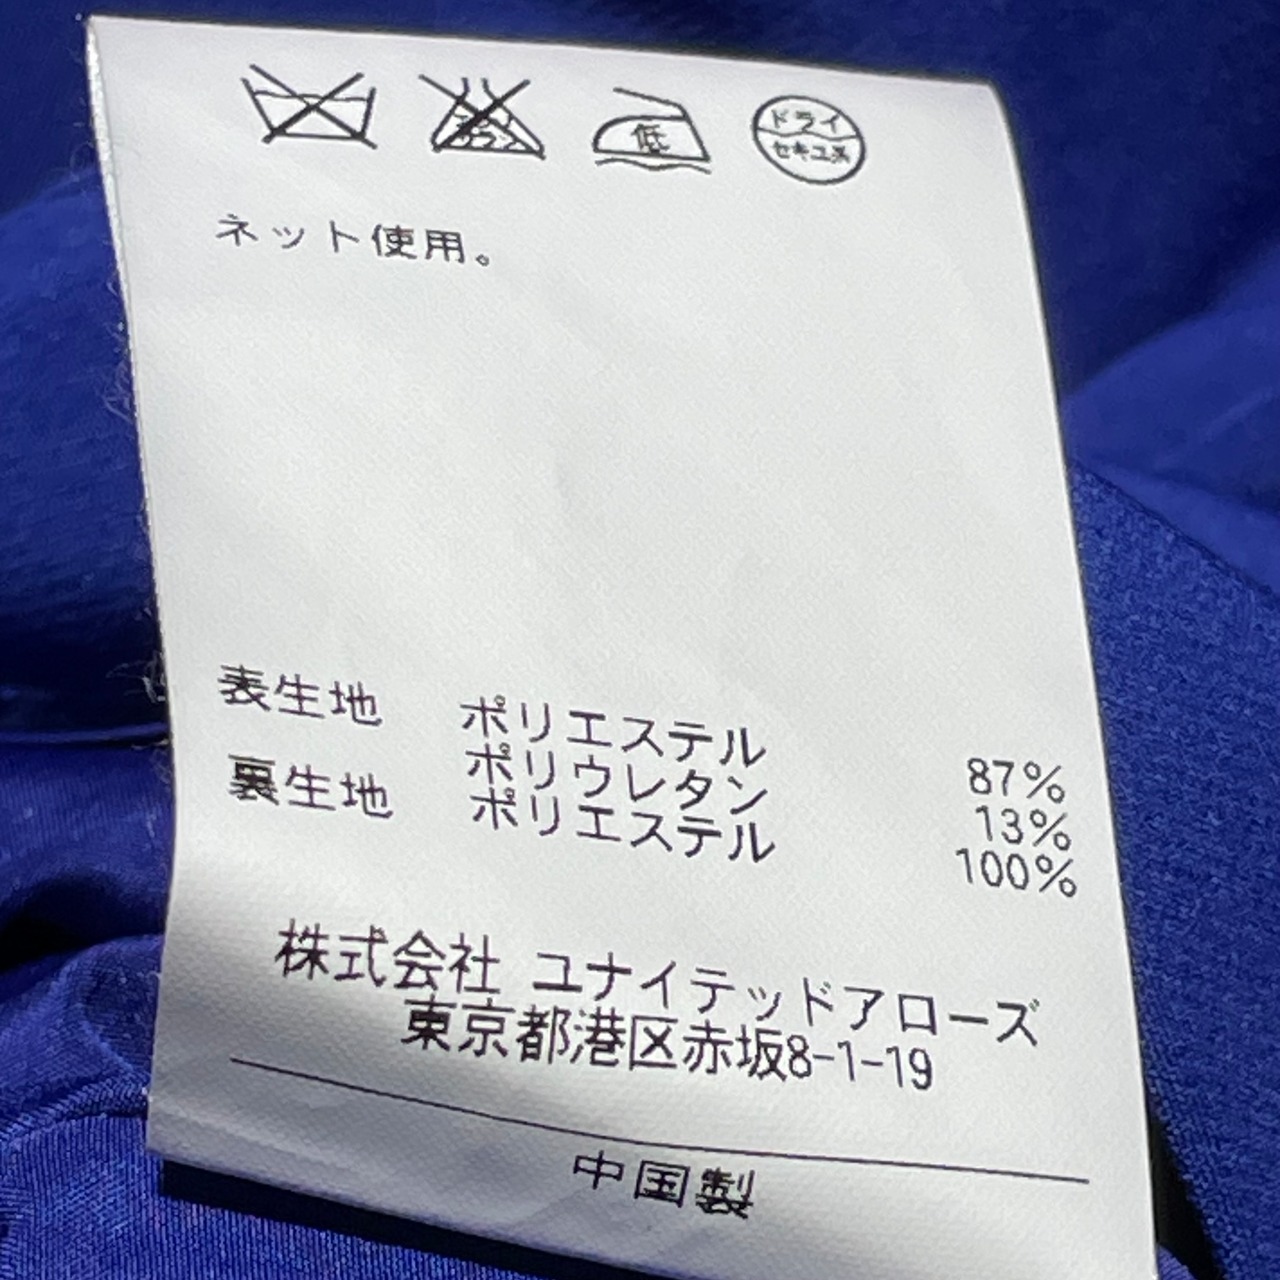 低
ドライ
セキユ系
ネット使用。
表生地 ポリエステル 87%
ポリウレタン 13%
裏生地 ポリエステル 100%
株式会社 ユナイテッドアローズ
東京都港区赤坂8-1-19
中国製